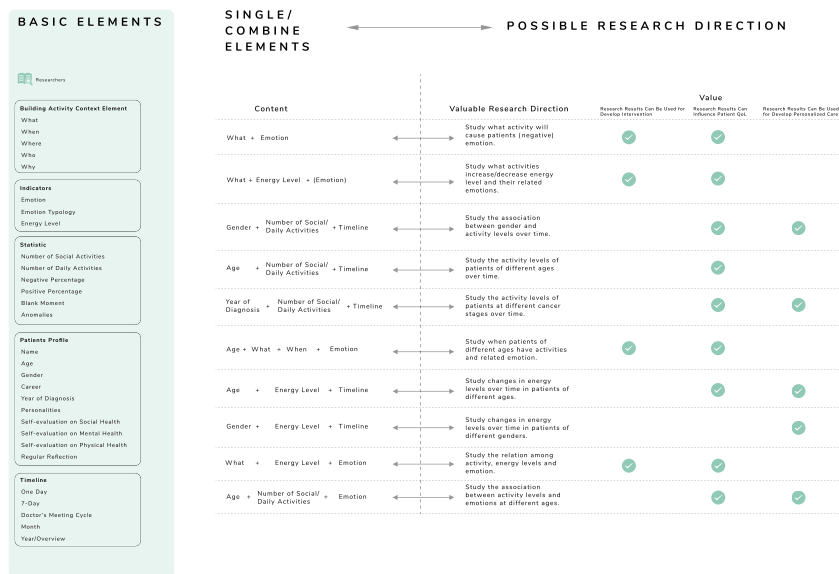 BASIC ELEMENTS
Researchers
Building Activity Context Element
What
When
Where
Who
Why
Indicators
Emotion
Emotion Typology
Energy Level
Statistic
Number of Social Activities
Number of Daily Activities
Negative Percentage
Positive Percentage
Blank Moment
Anomalies
Patients Profile
Name
Age
Gender
Career
Year of Diagnosis
Personalities
Self-evaluation on Social Health
Self-evaluation on Mental Health
Self-evaluation on Physical Health
Regular Reflection
Timeline
One Day
7-Day
Doctor's Meeting Cycle
Month
Year/Overview
SINGLE/
COMBINE
ELEMENTS
POSSIBLE RESEARCH DIRECTION
Content
Valuable Research Direction
Value
Research Results Can Be Used for
Develop Intervention
Research Results Can
Influence Patient QoL
Research Results Can Be Used
for Develop Personalized Care
What + Emotion
Study what activity will
cause patients (negative)
emotion.
What + Energy Level + (Emotion)
Study what activities
increase/decrease energy
level and their related
emotions.
Gender + Number of Social/
Daily Activities + Timeline
Study the association
between gender and
activity levels over time.
Age + Number of Social/
Daily Activities + Timeline
Study the activity levels of
patients of different ages
over time.
Year of
Diagnosis + Number of Social/
Daily Activities + Timeline
Study the activity levels of
patients at different cancer
stages over time.
Age + What + When + Emotion
Study when patients of
different ages have activities
and related emotion.
Age + Energy Level + Timeline
Study changes in energy
levels over time in patients of
different ages.
Gender + Energy Level + Timeline
Study changes in energy
levels over time in patients of
different genders.
What + Energy Level + Emotion
Study the relation among
activity, energy levels and
emotion.
Age + Number of Social/
Daily Activities + Emotion
Study the association
between activity levels and
emotions at different ages.